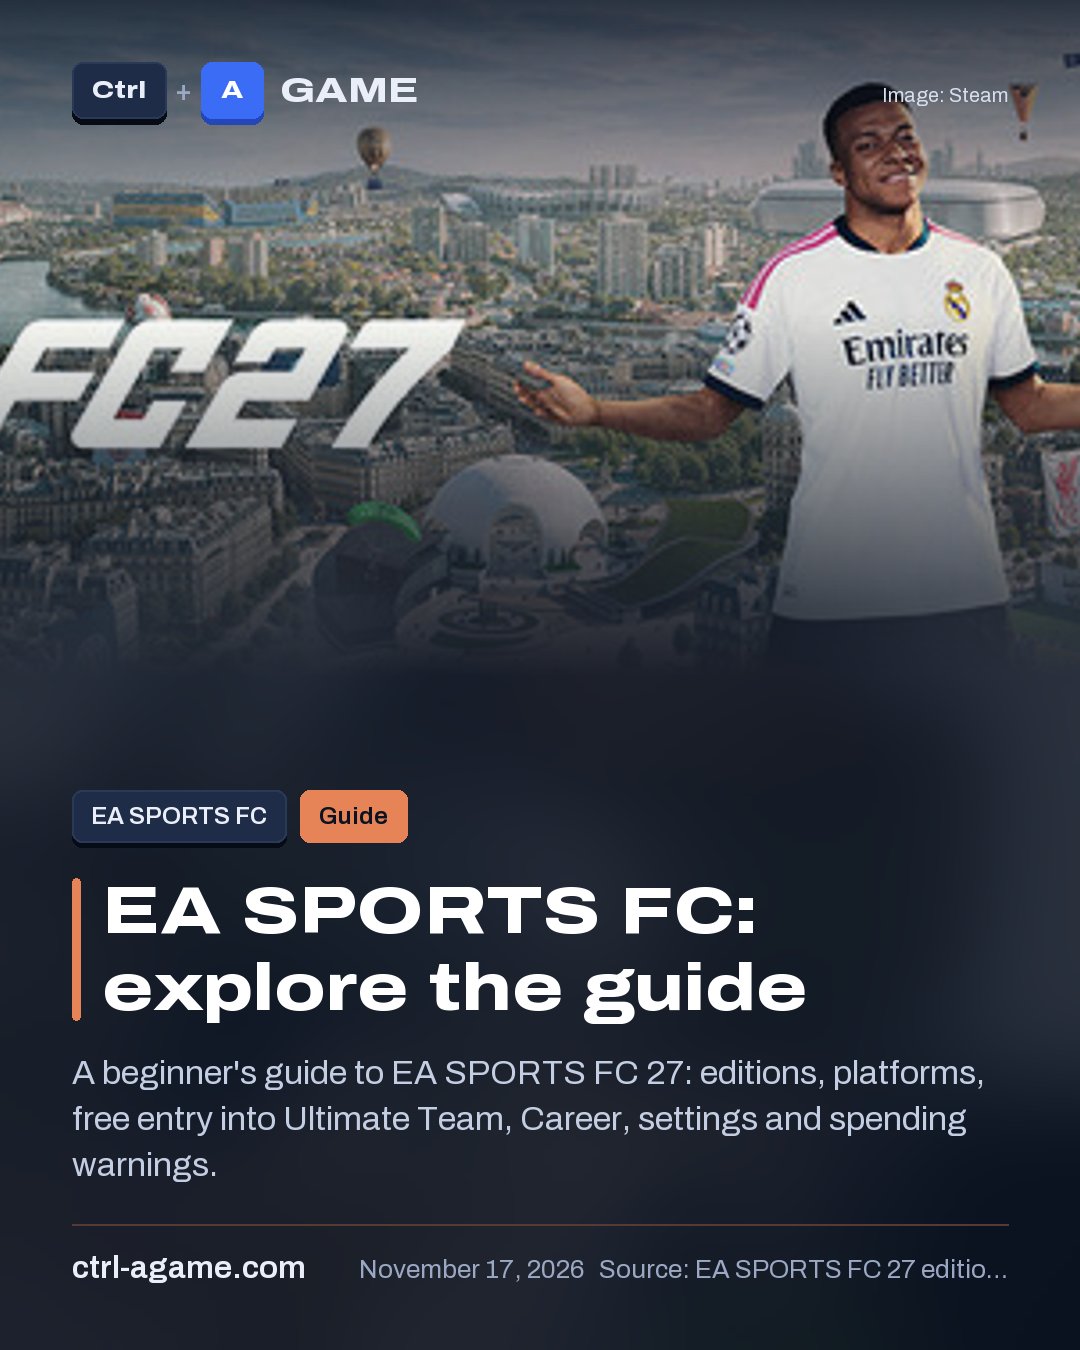 Ctrl + A GAME
Image: Steam
FC27
Emirates
FLY BETTER
EA SPORTS FC
Guide
EA SPORTS FC:
explore the guide
A beginner's guide to EA SPORTS FC 27: editions, platforms,
free entry into Ultimate Team, Career, settings and spending
warnings.
ctrl-agame.com
November 17, 2026 Source: EA SPORTS FC 27 editio...